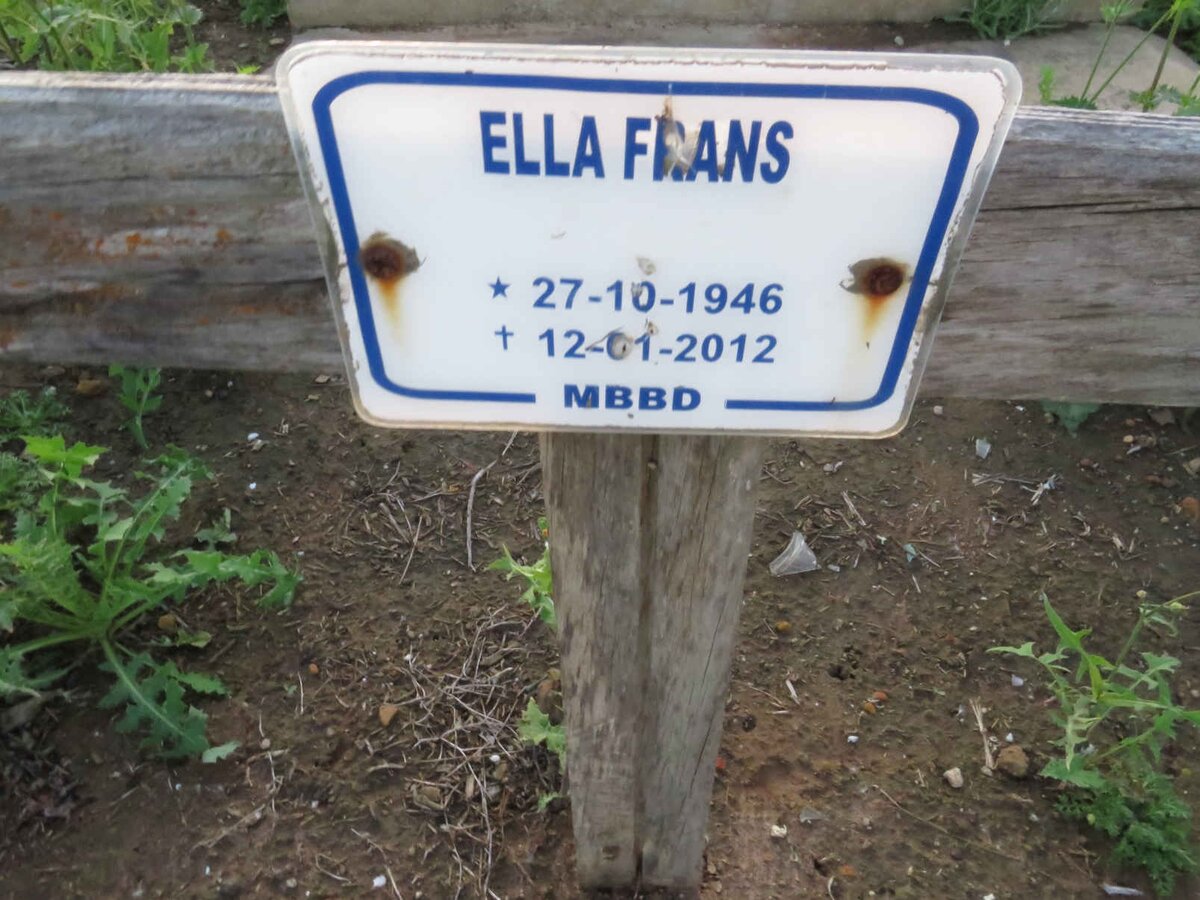 ELLA FRANS
★ 27-10-1946
✝ 12-01-2012
MBBD